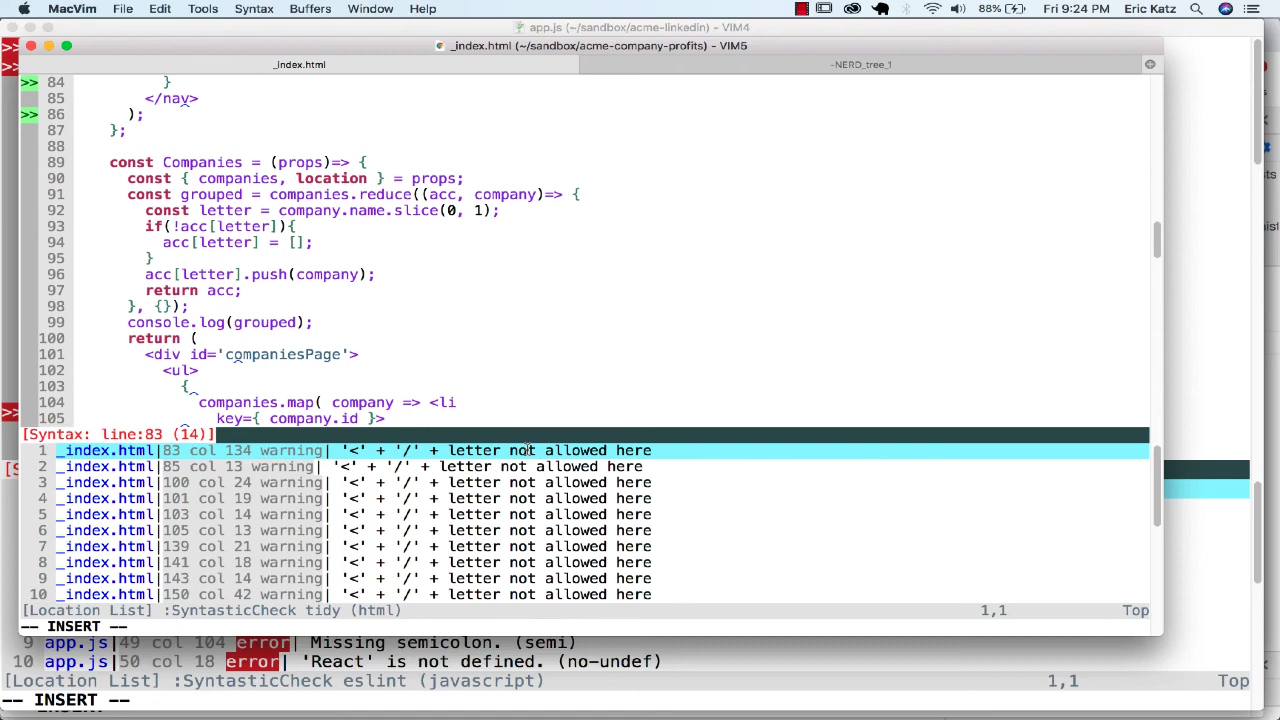 MacVim File Edit Tools Syntax Buffers Window Help 88% Fri 9:24 PM Eric Katz
app.js (~/sandbox/acme-linkedin) - VIM4
_index.html (~/sandbox/acme-company-profits) - VIM5
_index.html -NERD_tree_1
>> 84 }
85 </nav>
>> 86 );
87 };
88
89 const Companies = (props)=> {
90 const { companies, location } = props;
91 const grouped = companies.reduce((acc, company)=> {
92 const letter = company.name.slice(0, 1);
93 if(!acc[letter]){
94 acc[letter] = [];
95 }
96 acc[letter].push(company);
97 return acc;
98 }, {});
99 console.log(grouped);
100 return (
101 <div id='companiesPage'>
102 <ul>
103 {
104 companies.map( company => <li
105 key={ company.id }>
[Syntax: line:83 (14)]
1 _index.html|83 col 134 warning| '<' + '/' + letter not allowed here
2 _index.html|85 col 13 warning| '<' + '/' + letter not allowed here
3 _index.html|100 col 24 warning| '<' + '/' + letter not allowed here
4 _index.html|101 col 19 warning| '<' + '/' + letter not allowed here
5 _index.html|103 col 14 warning| '<' + '/' + letter not allowed here
6 _index.html|105 col 13 warning| '<' + '/' + letter not allowed here
7 _index.html|139 col 21 warning| '<' + '/' + letter not allowed here
8 _index.html|141 col 18 warning| '<' + '/' + letter not allowed here
9 _index.html|143 col 14 warning| '<' + '/' + letter not allowed here
10 _index.html|150 col 42 warning| '<' + '/' + letter not allowed here
[Location List] :SyntasticCheck tidy (html) 1,1 Top
-- INSERT --
9 app.js|49 col 104 error| Missing semicolon. (semi)
10 app.js|50 col 18 error| 'React' is not defined. (no-undef)
[Location List] :SyntasticCheck eslint (javascript) 1,1 Top
-- INSERT --